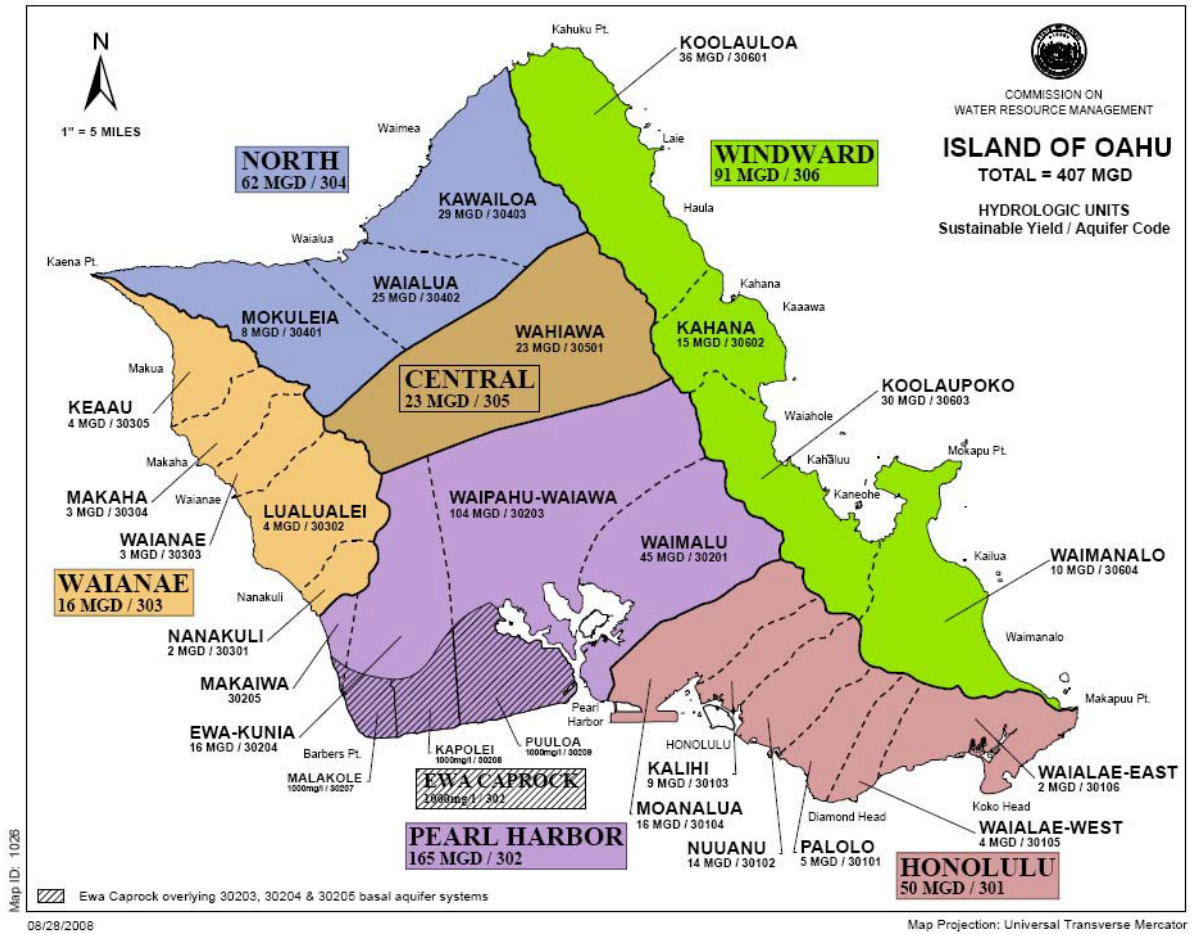 N
1" = 5 MILES
COMMISSION ON
WATER RESOURCE MANAGEMENT
ISLAND OF OAHU
TOTAL = 407 MGD
HYDROLOGIC UNITS
Sustainable Yield / Aquifer Code
Kahuku Pt.
KOOLAULOA
36 MGD / 30601
Waimea
Laie
NORTH
62 MGD / 304
WINDWARD
91 MGD / 306
KAWAILOA
29 MGD / 30403
Haula
Waialua
Kaena Pt.
WAIALUA
25 MGD / 30402
Kahana
Kaaawa
MOKULEIA
8 MGD / 30401
WAHIAWA
23 MGD / 30501
KAHANA
15 MGD / 30602
Makua
CENTRAL
23 MGD / 305
KOOLAUPOKO
30 MGD / 30603
KEAAU
4 MGD / 30305
Waiahole
Makaha
Kahaluu
Mokapu Pt.
MAKAHA
3 MGD / 30304
Waianae
WAIPAHU-WAIAWA
104 MGD / 30203
Kaneohe
LUALUALEI
4 MGD / 30302
WAIANAE
3 MGD / 30303
WAIMALU
45 MGD / 30201
Kailua
WAIMANALO
10 MGD / 30604
WAIANAE
16 MGD / 303
Nanakuli
NANAKULI
2 MGD / 30301
Waimanalo
MAKAIWA
30205
Makapuu Pt.
EWA-KUNIA
16 MGD / 30204
Pearl
Harbor
Barbers Pt.
PUULOA
1000mg/l / 30209
KAPOLEI
1000mg/l / 30208
MALAKOLE
1000mg/l / 30207
HONOLULU
KALIHI
9 MGD / 30103
WAIALAE-EAST
2 MGD / 30106
EWA CAPROCK
1000mg/l / 302
MOANALUA
16 MGD / 30104
Diamond Head
Koko Head
WAIALAE-WEST
4 MGD / 30105
PEARL HARBOR
165 MGD / 302
NUUANU
14 MGD / 30102
PALOLO
5 MGD / 30101
HONOLULU
50 MGD / 301
Ewa Caprock overlying 30203, 30204 & 30205 basal aquifer systems
Map ID: 1026
08/28/2008
Map Projection: Universal Transverse Mercator